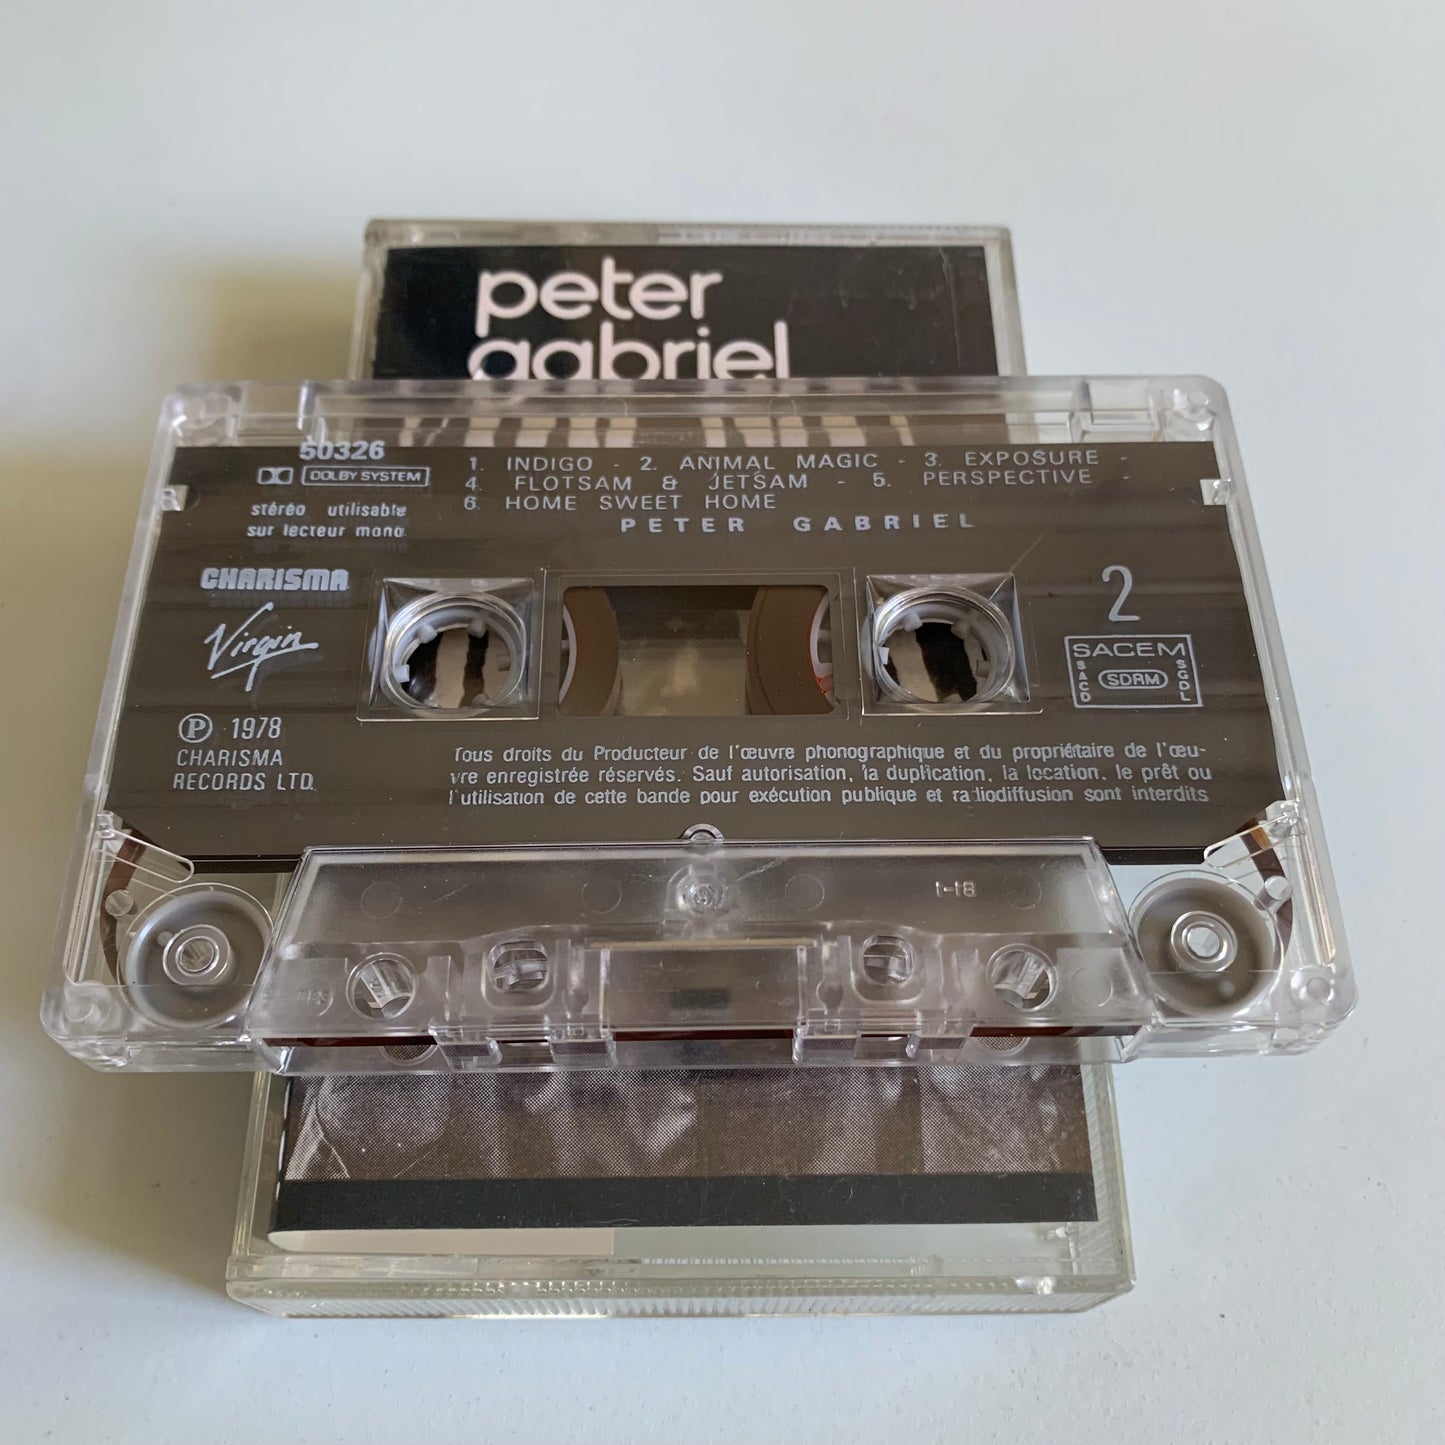 peter
gabriel
50326
DOLBY SYSTEM
stéréo utilisable
sur lecteur mono.
1. INDIGO - 2. ANIMAL MAGIC - 3. EXPOSURE -
4. FLOTSAM & JETSAM - 5. PERSPECTIVE -
6. HOME SWEET HOME
PETER GABRIEL
CHARISMA
Virgin
2
SACEM
SACD
SDRM
SGDL
Ⓟ 1978
CHARISMA
RECORDS LTD.
Tous droits du Producteur de l'œuvre phonographique et du propriétaire de l'œu-
vre enregistrée réservés. Sauf autorisation, la duplication, la location, le prêt ou
l'utilisation de cette bande pour exécution publique et radiodiffusion sont interdits